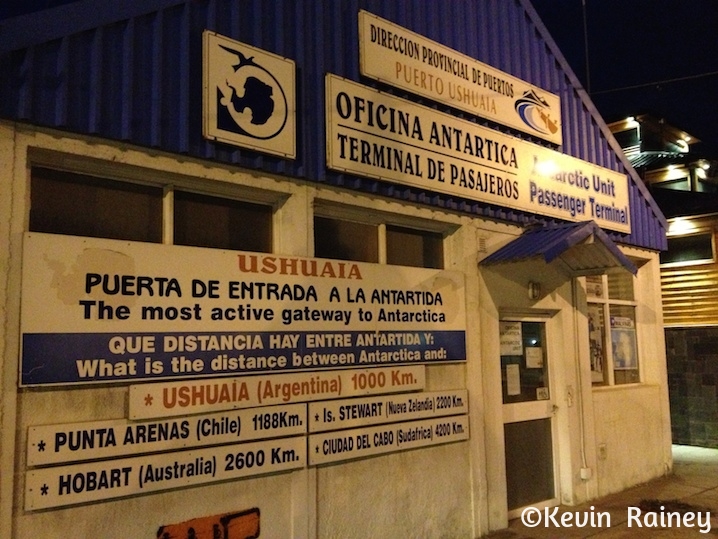 DIRECCION PROVINCIAL DE PUERTOS
PUERTO USHUAIA
OFICINA ANTARTICA
TERMINAL DE PASAJEROS
Antarctic Unit
Passenger Terminal
USHUAIA
PUERTA DE ENTRADA A LA ANTARTIDA
The most active gateway to Antarctica
QUE DISTANCIA HAY ENTRE ANTARTIDA Y:
What is the distance between Antarctica and:
* USHUAIA (Argentina) 1000 Km.
* PUNTA ARENAS (Chile) 1188Km.
* Is. STEWART (Nueva Zelandia) 2200 Km.
* HOBART (Australia) 2600 Km.
* CIUDAD DEL CABO (Sudafrica) 4200 Km.
©Kevin Rainey